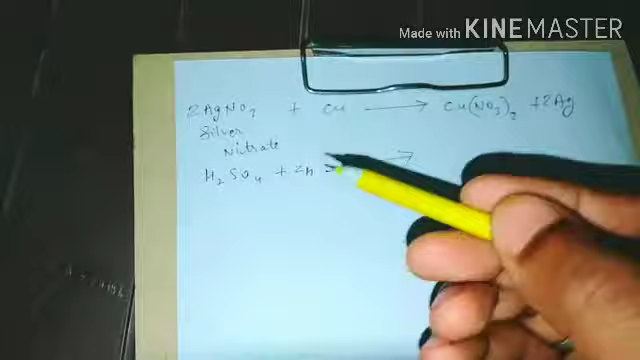 Made with KINEMASTER
2AgNO3 + Cu → Cu(NO3)2 + 2Ag
Silver
Nitrate
H2SO4 + Zn →